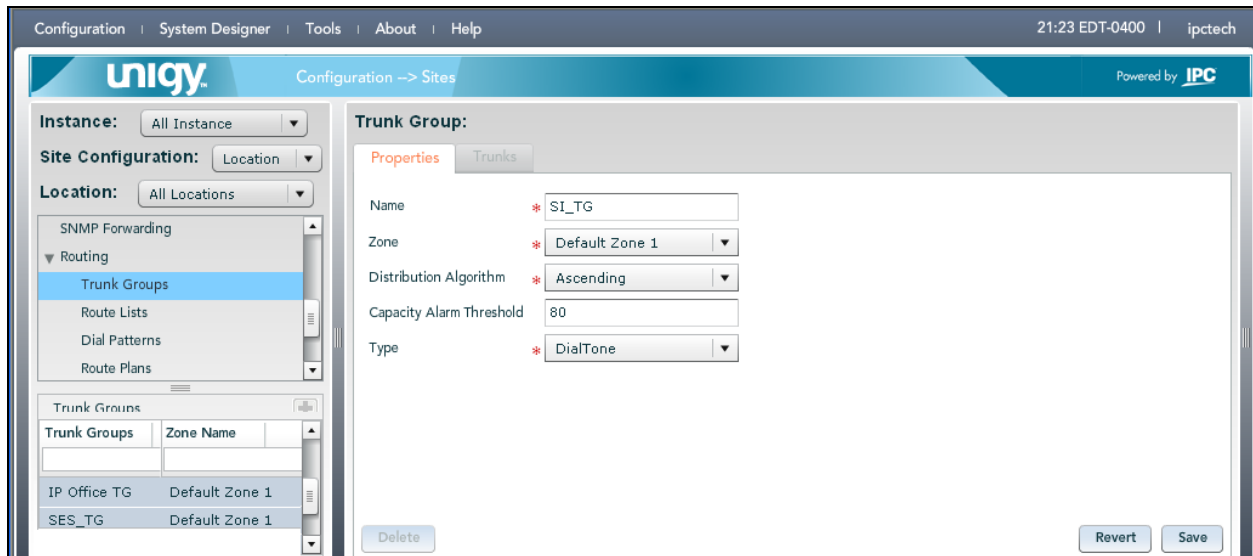 Configuration System Designer Tools About Help 21:23 EDT-0400 ipctech
unigy™ Configuration --> Sites Powered by IPC
Instance: All Instance
Site Configuration: Location
Location: All Locations
SNMP Forwarding
Routing
Trunk Groups
Route Lists
Dial Patterns
Route Plans
Trunk Groups
Trunk Groups Zone Name
IP Office TG Default Zone 1
SES_TG Default Zone 1
Trunk Group:
Properties Trunks
Name * SI_TG
Zone * Default Zone 1
Distribution Algorithm * Ascending
Capacity Alarm Threshold 80
Type * DialTone
Delete Revert Save